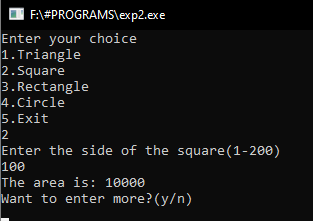 F:\#PROGRAMS\exp2.exe
Enter your choice
1.Triangle
2.Square
3.Rectangle
4.Circle
5.Exit
2
Enter the side of the square(1-200)
100
The area is: 10000
Want to enter more?(y/n)